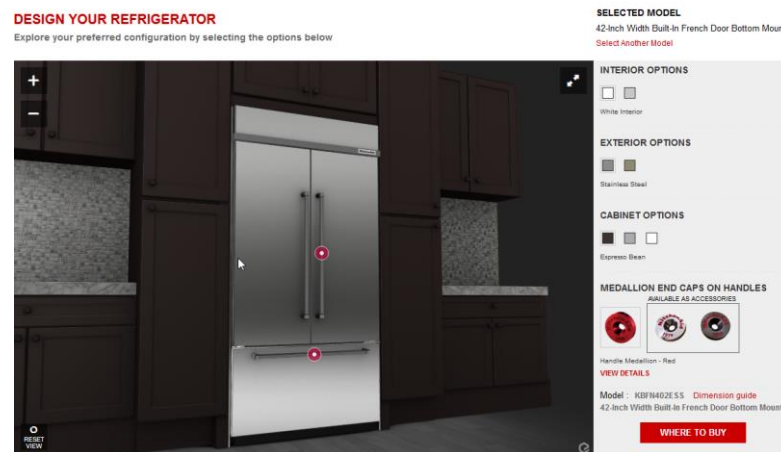 DESIGN YOUR REFRIGERATOR
Explore your preferred configuration by selecting the options below
SELECTED MODEL
42-Inch Width Built-In French Door Bottom Moun
Select Another Model
INTERIOR OPTIONS
White Interior
EXTERIOR OPTIONS
Stainless Steel
CABINET OPTIONS
Espresso Bean
MEDALLION END CAPS ON HANDLES
AVAILABLE AS ACCESSORIES
Handle Medallion - Red
VIEW DETAILS
Model : KBFN402ESS Dimension guide
42-Inch Width Built-In French Door Bottom Mount
WHERE TO BUY
RESET
VIEW